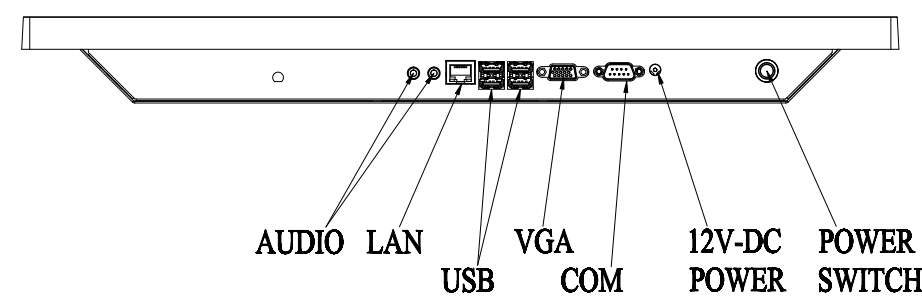 AUDIO LAN VGA 12V-DC POWER
USB COM POWER SWITCH